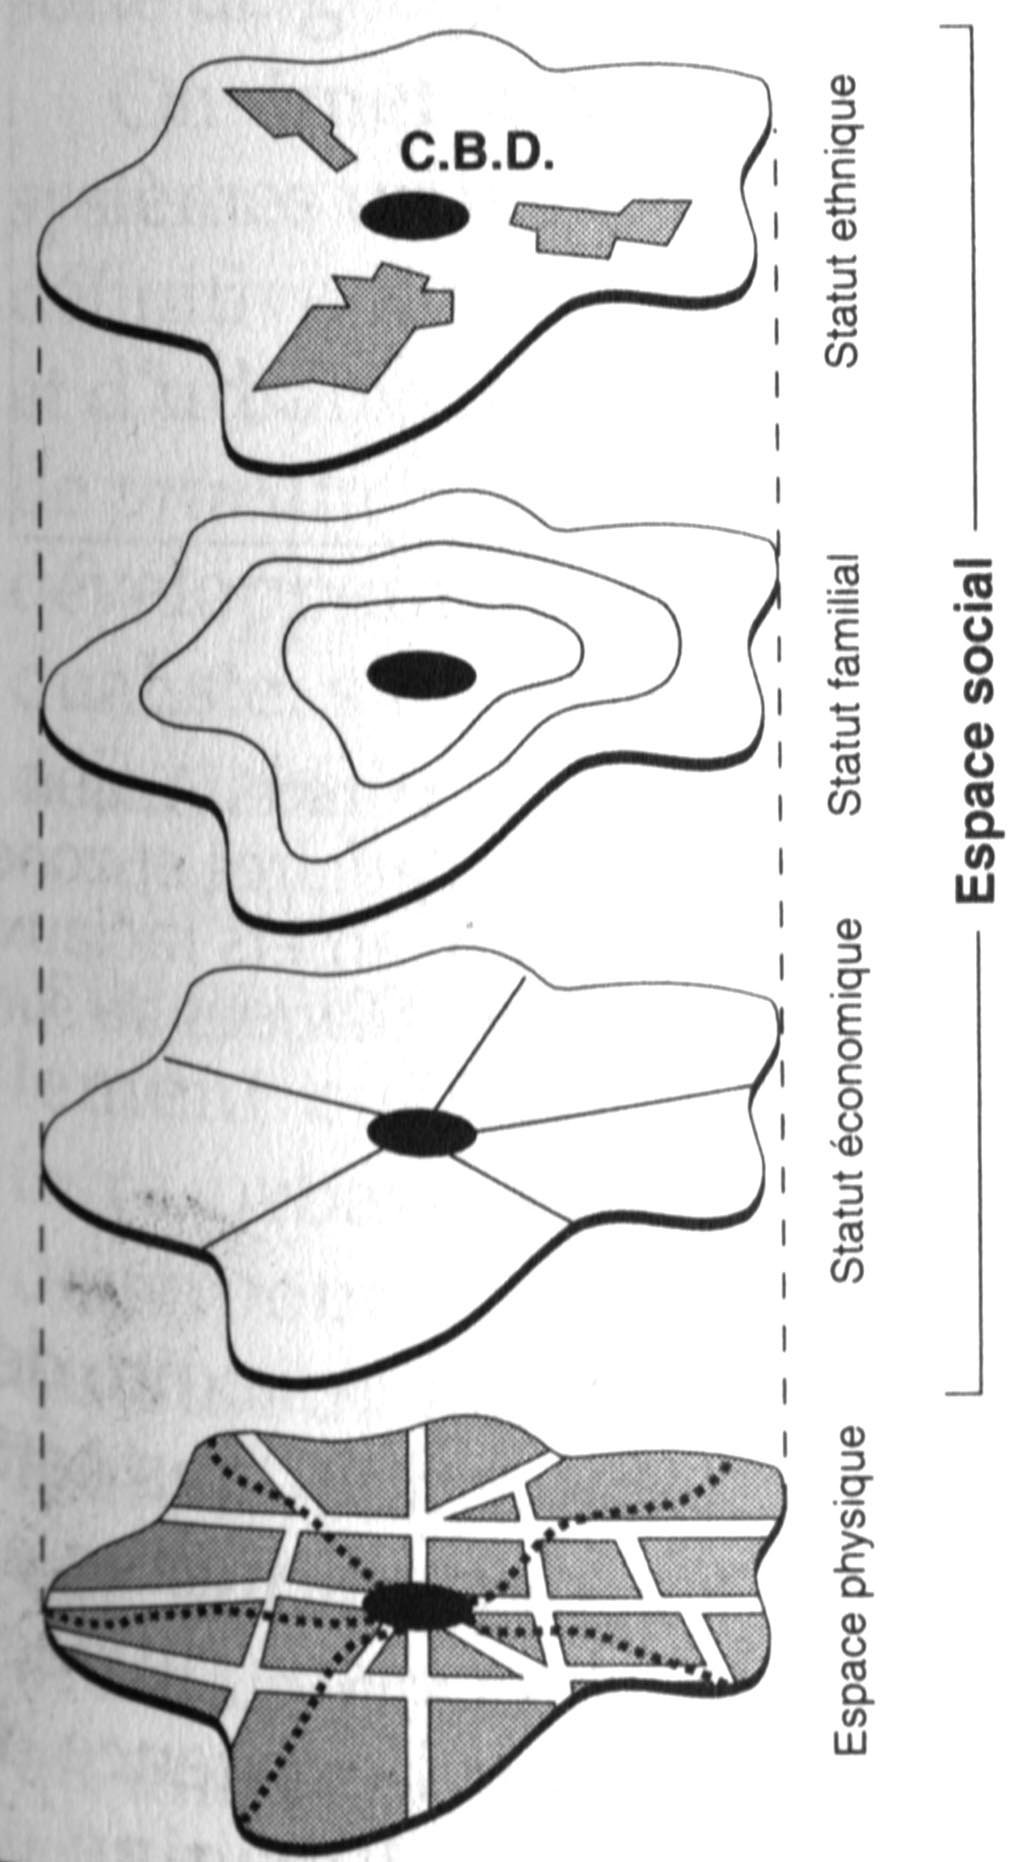 C.B.D.
Statut ethnique
Statut familial
Statut économique
Espace physique
Espace social